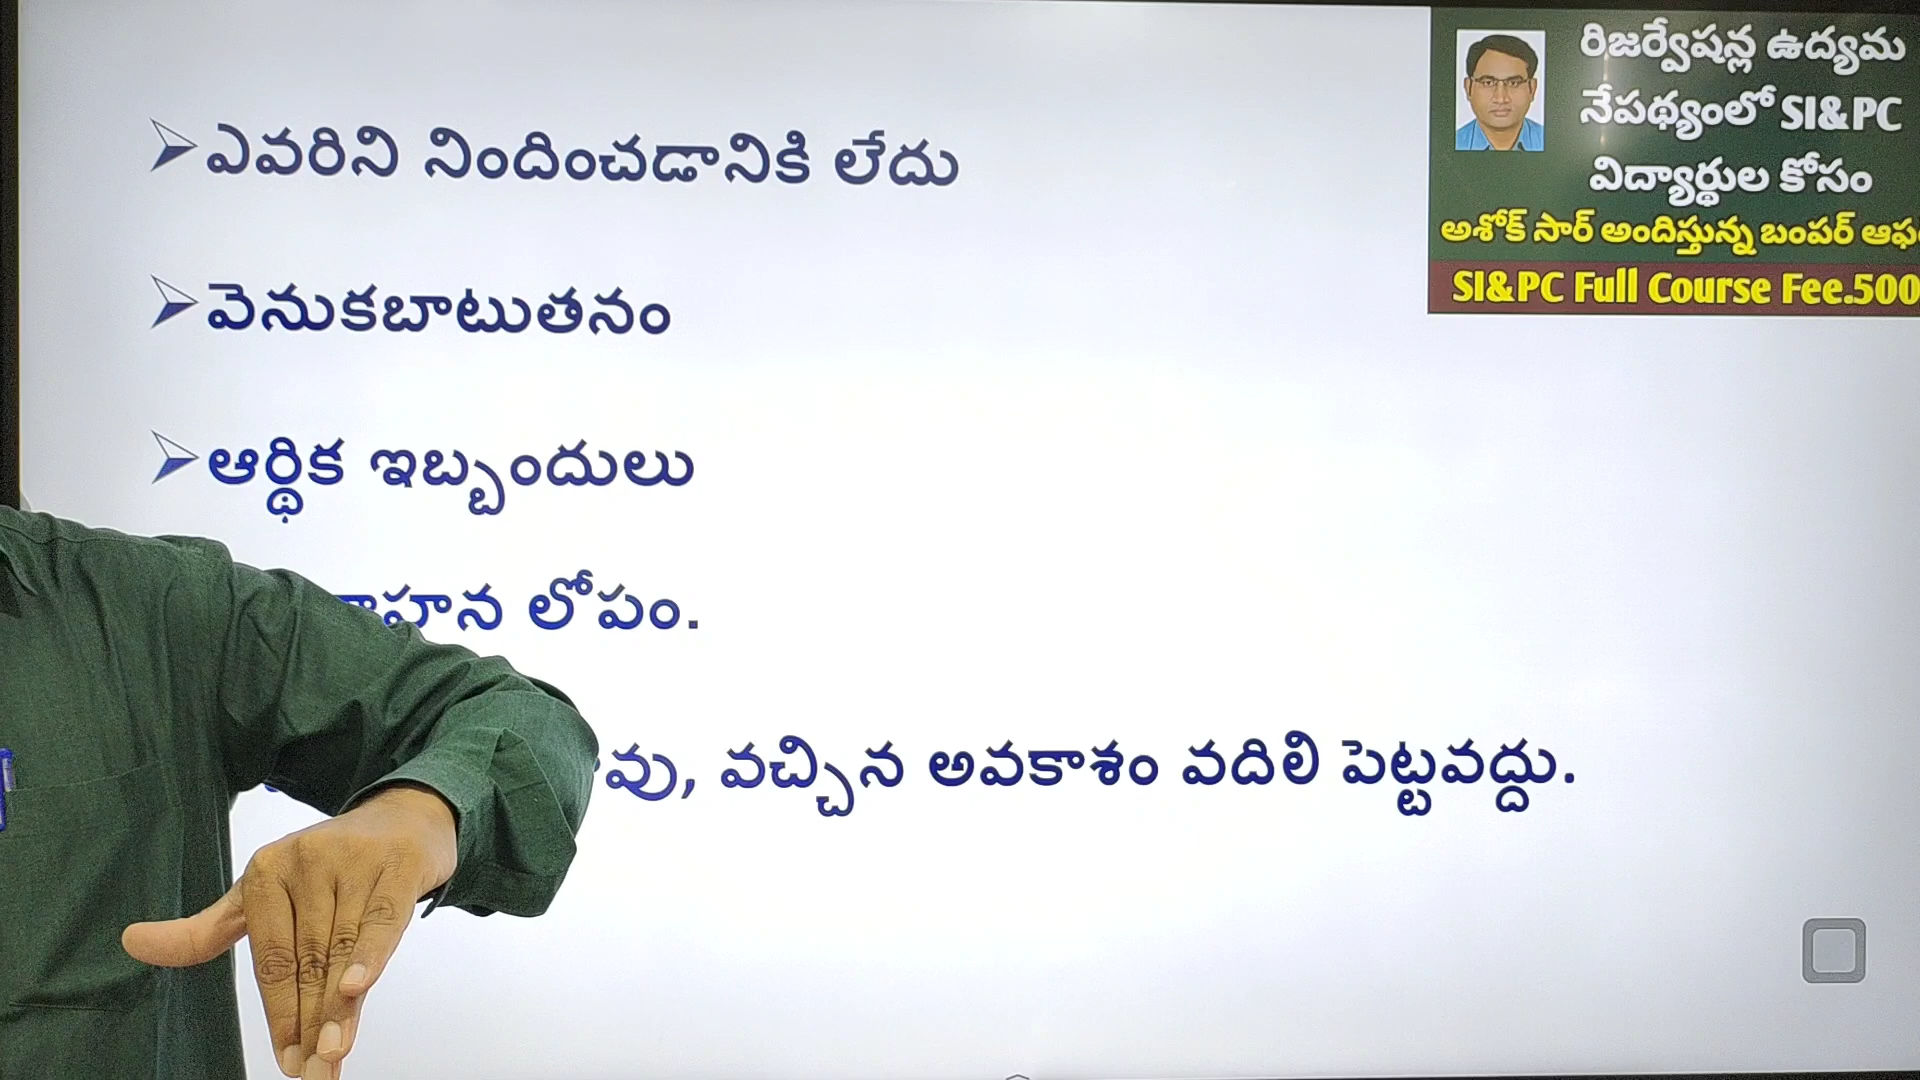 ఎవరిని నిందించడానికి లేదు
వెనుకబాటుతనం
ఆర్థిక ఇబ్బందులు
లోపం.
వచ్చిన అవకాశం వదిలి పెట్టవద్దు.
రిజర్వేషన్ల ఉద్యమ
నేపథ్యంలో SI&PC
విద్యార్థుల కోసం
అశోక్ సార్ అందిస్తున్న బంపర్
SI&PC Full Course Fee.500